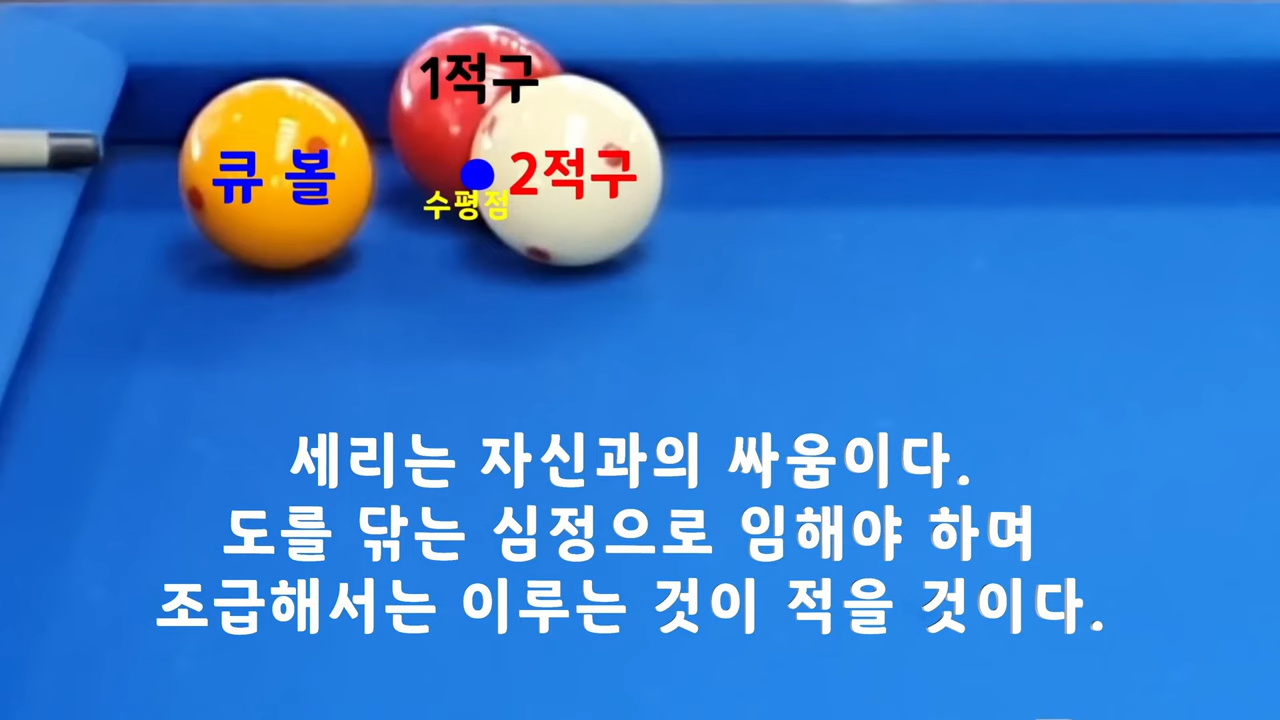 1적구
큐 볼
2적구
수평점
세리는 자신과의 싸움이다.
도를 닦는 심정으로 임해야 하며
조급해서는 이루는 것이 적을 것이다.